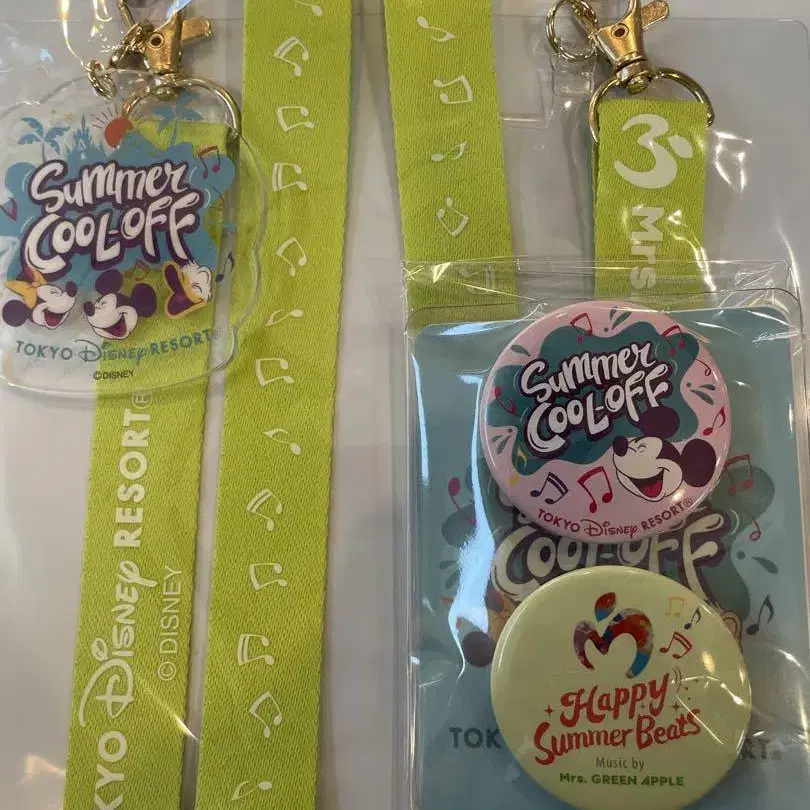 Summer
COOL-OFF
TOKYO Disney RESORT®
©DISNEY
KYO Disney RESORT®
©DISNEY
Mrs
Summer
COOL-OFF
TOKYO Disney RESORT®
COOL-OFF
TOK
RT®
Happy
Summer Beats
Music by
Mrs. GREEN APPLE